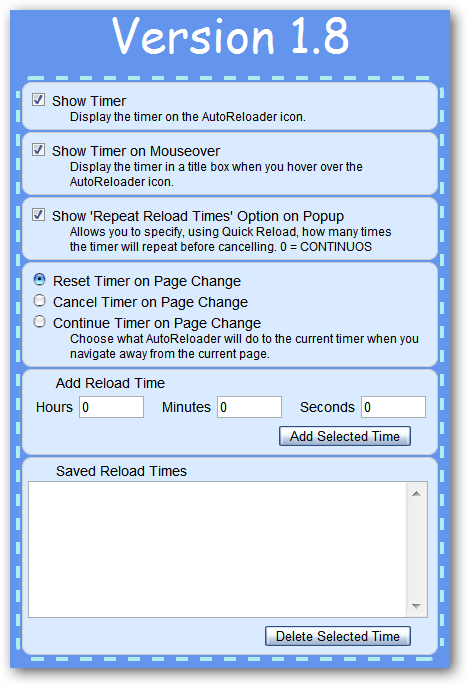 Version 1.8
Show Timer
Display the timer on the AutoReloader icon.
Show Timer on Mouseover
Display the timer in a title box when you hover over the
AutoReloader icon.
Show 'Repeat Reload Times' Option on Popup
Allows you to specify, using Quick Reload, how many times
the timer will repeat before cancelling. 0 = CONTINUOS
Reset Timer on Page Change
Cancel Timer on Page Change
Continue Timer on Page Change
Choose what AutoReloader will do to the current timer when you
navigate away from the current page.
Add Reload Time
Hours 0 Minutes 0 Seconds 0
Add Selected Time
Saved Reload Times
Delete Selected Time